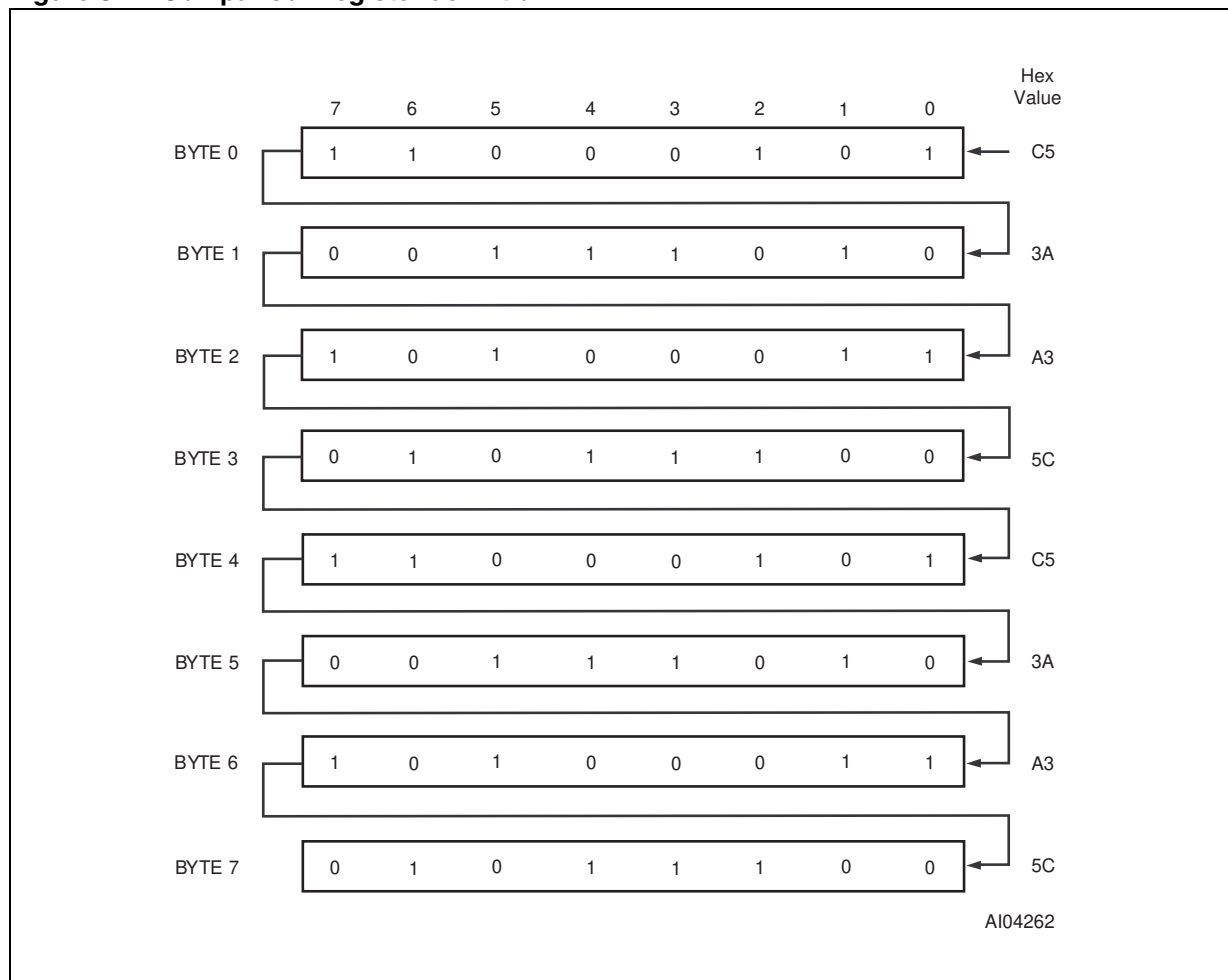 Hex
Value
7 6 5 4 3 2 1 0
BYTE 0 1 1 0 0 0 1 0 1 C5
BYTE 1 0 0 1 1 1 0 1 0 3A
BYTE 2 1 0 1 0 0 0 1 1 A3
BYTE 3 0 1 0 1 1 1 0 0 5C
BYTE 4 1 1 0 0 0 1 0 1 C5
BYTE 5 0 0 1 1 1 0 1 0 3A
BYTE 6 1 0 1 0 0 0 1 1 A3
BYTE 7 0 1 0 1 1 1 0 0 5C
AI04262